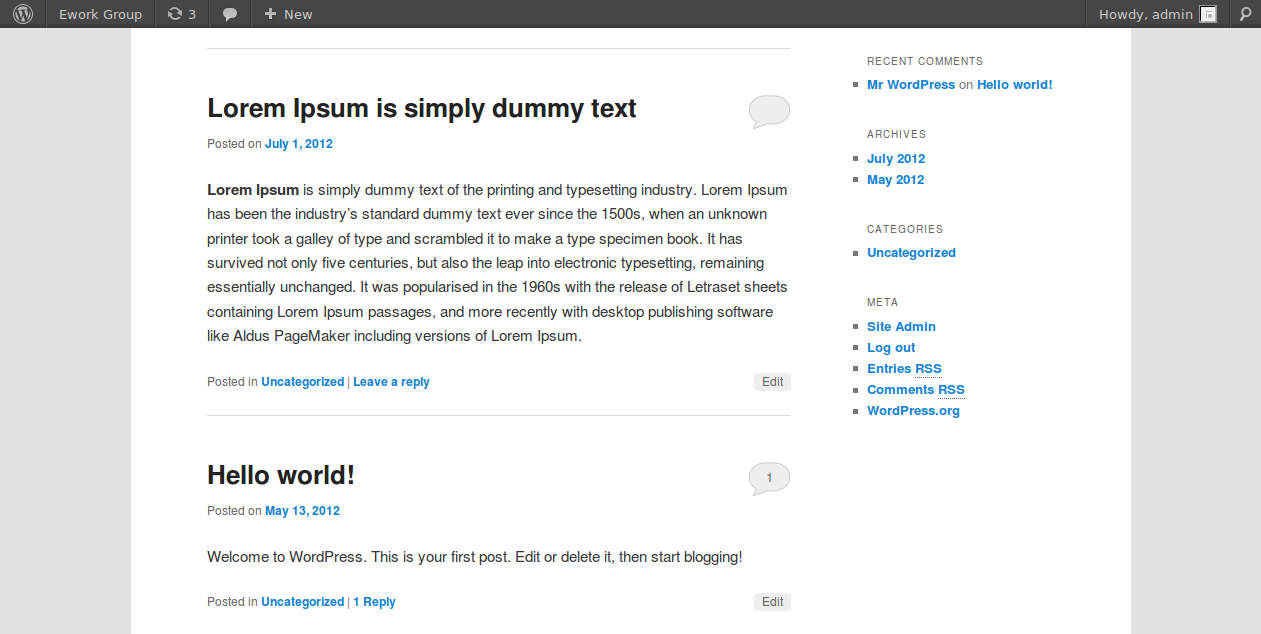 Ework Group 3 New Howdy, admin
Lorem Ipsum is simply dummy text
Posted on July 1, 2012
Lorem Ipsum is simply dummy text of the printing and typesetting industry. Lorem Ipsum
has been the industry’s standard dummy text ever since the 1500s, when an unknown
printer took a galley of type and scrambled it to make a type specimen book. It has
survived not only five centuries, but also the leap into electronic typesetting, remaining
essentially unchanged. It was popularised in the 1960s with the release of Letraset sheets
containing Lorem Ipsum passages, and more recently with desktop publishing software
like Aldus PageMaker including versions of Lorem Ipsum.
Posted in Uncategorized | Leave a reply Edit
Hello world! 1
Posted on May 13, 2012
Welcome to WordPress. This is your first post. Edit or delete it, then start blogging!
Posted in Uncategorized | 1 Reply Edit
RECENT COMMENTS
Mr WordPress on Hello world!
ARCHIVES
July 2012
May 2012
CATEGORIES
Uncategorized
META
Site Admin
Log out
Entries RSS
Comments RSS
WordPress.org